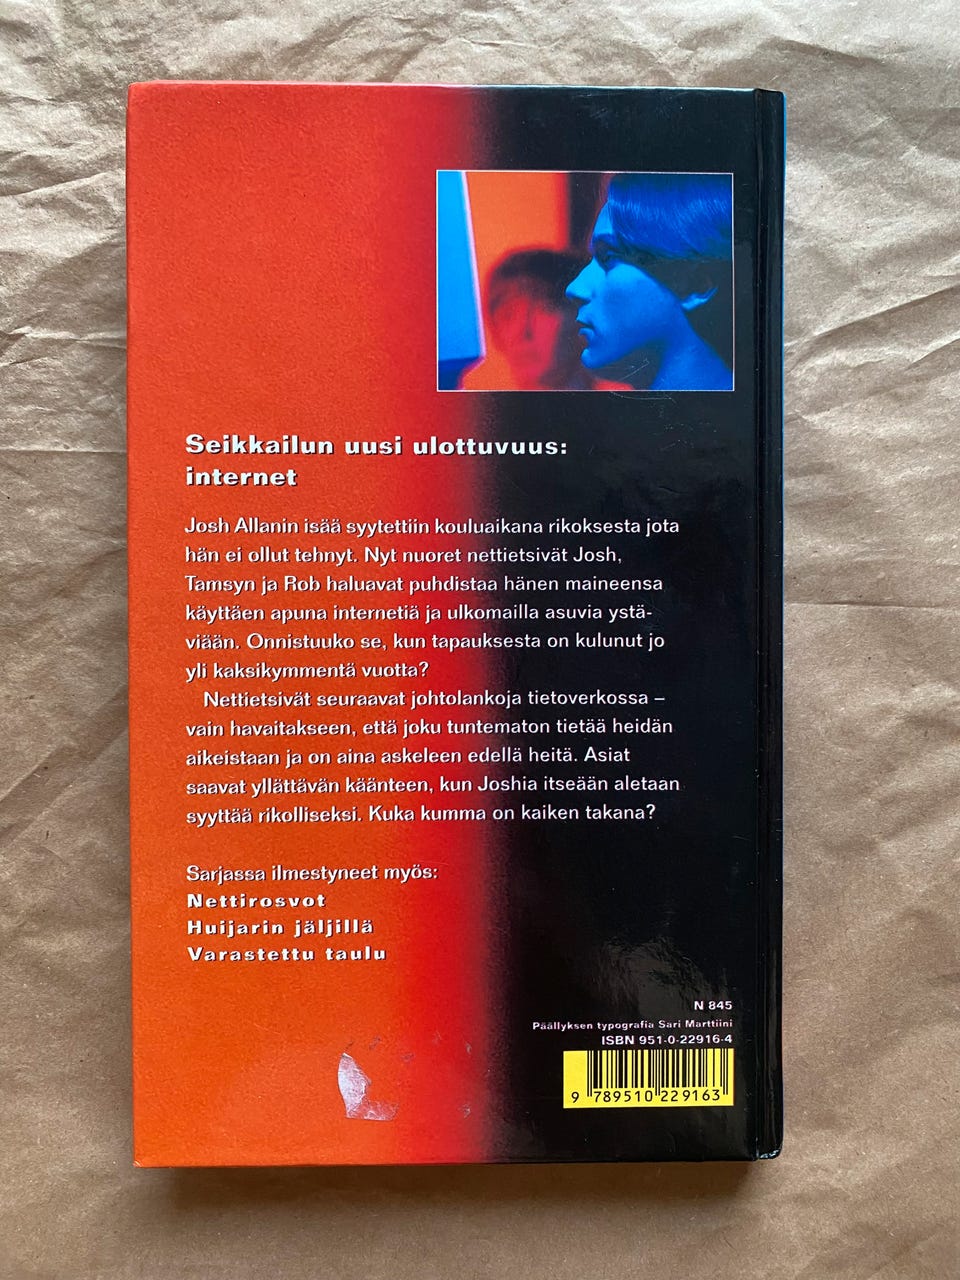 Seikkailun uusi ulottuvuus:
internet
Josh Allanin isää syytettiin kouluaikana rikoksesta jota
hän ei ollut tehnyt. Nyt nuoret nettietsivät Josh,
Tamsyn ja Rob haluavat puhdistaa hänen maineensa
käyttäen apuna internetiä ja ulkomailla asuvia ystä-
viään. Onnistuuko se, kun tapauksesta on kulunut jo
yli kaksikymmentä vuotta?
Nettietsivät seuraavat johtolankoja tietoverkossa –
vain havaitakseen, että joku tuntematon tietää heidän
aikeistaan ja on aina askeleen edellä heitä. Asiat
saavat yllättävän käänteen, kun Joshia itseään aletaan
syyttää rikolliseksi. Kuka kumma on kaiken takana?
Sarjassa ilmestyneet myös:
Nettirosvot
Huijarin jäljillä
Varastettu taulu
N 845
Päällyksen typografia Sari Marttiini
ISBN 951-0-22916-4
9 789510 229163